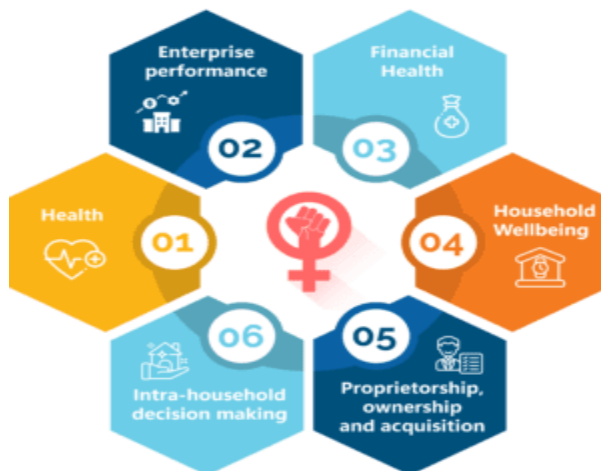 Enterprise
performance
02
Financial
Health
03
Health
01
Household
Wellbeing
04
06
Intra-household
decision making
05
Proprietorship,
ownership
and acquisition